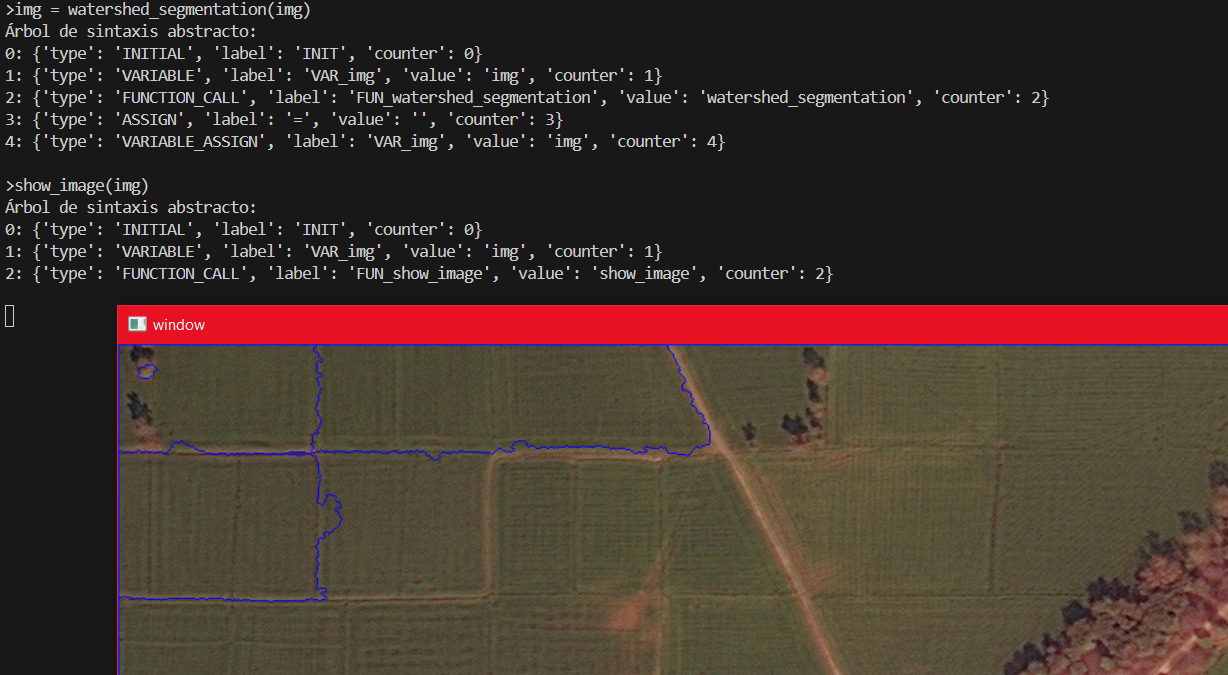 >img = watershed_segmentation(img)
Árbol de sintaxis abstracto:
0: {'type': 'INITIAL', 'label': 'INIT', 'counter': 0}
1: {'type': 'VARIABLE', 'label': 'VAR_img', 'value': 'img', 'counter': 1}
2: {'type': 'FUNCTION_CALL', 'label': 'FUN_watershed_segmentation', 'value': 'watershed_segmentation', 'counter': 2}
3: {'type': 'ASSIGN', 'label': '=', 'value': '', 'counter': 3}
4: {'type': 'VARIABLE_ASSIGN', 'label': 'VAR_img', 'value': 'img', 'counter': 4}
>show_image(img)
Árbol de sintaxis abstracto:
0: {'type': 'INITIAL', 'label': 'INIT', 'counter': 0}
1: {'type': 'VARIABLE', 'label': 'VAR_img', 'value': 'img', 'counter': 1}
2: {'type': 'FUNCTION_CALL', 'label': 'FUN_show_image', 'value': 'show_image', 'counter': 2}
window